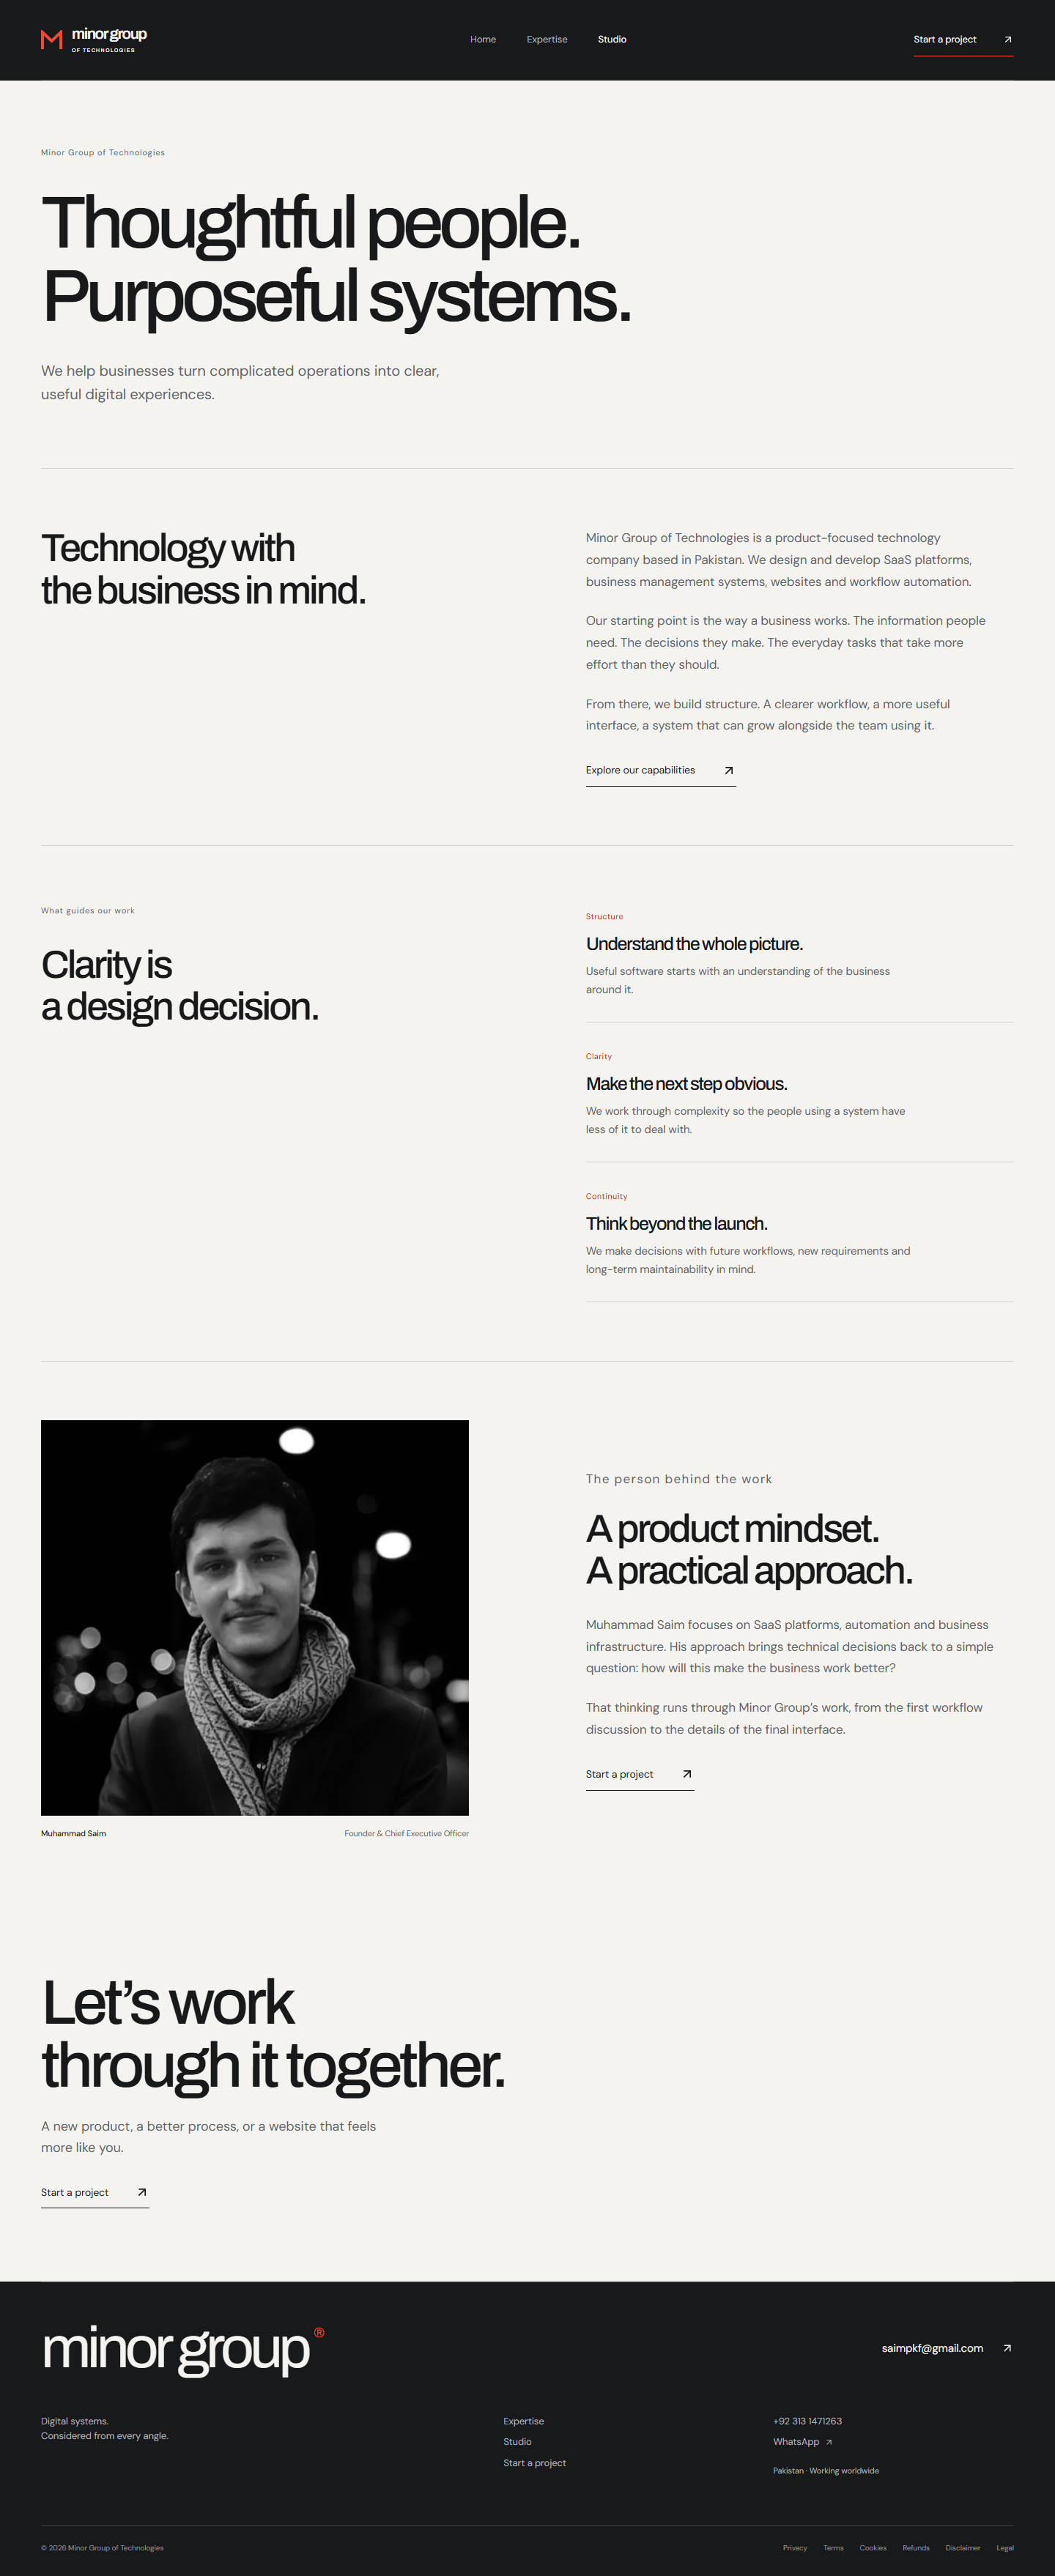 minor group
OF TECHNOLOGIES
Home
Expertise
Studio
Start a project
Minor Group of Technologies
Thoughtful people.
Purposeful systems.
We help businesses turn complicated operations into clear,
useful digital experiences.
Technology with
the business in mind.
Minor Group of Technologies is a product-focused technology
company based in Pakistan. We design and develop SaaS platforms,
business management systems, websites and workflow automation.
Our starting point is the way a business works. The information people
need. The decisions they make. The everyday tasks that take more
effort than they should.
From there, we build structure. A clearer workflow, a more useful
interface, a system that can grow alongside the team using it.
Explore our capabilities
What guides our work
Clarity is
a design decision.
Structure
Understand the whole picture.
Useful software starts with an understanding of the business
around it.
Clarity
Make the next step obvious.
We work through complexity so the people using a system have
less of it to deal with.
Continuity
Think beyond the launch.
We make decisions with future workflows, new requirements and
long-term maintainability in mind.
Muhammad Saim
Founder & Chief Executive Officer
The person behind the work
A product mindset.
A practical approach.
Muhammad Saim focuses on SaaS platforms, automation and business
infrastructure. His approach brings technical decisions back to a simple
question: how will this make the business work better?
That thinking runs through Minor Group’s work, from the first workflow
discussion to the details of the final interface.
Start a project
Let’s work
through it together.
A new product, a better process, or a website that feels
more like you.
Start a project
minor group®
saimpkf@gmail.com
Digital systems.
Considered from every angle.
Expertise
Studio
Start a project
+92 313 1471263
WhatsApp
Pakistan · Working worldwide
© 2026 Minor Group of Technologies
Privacy
Terms
Cookies
Refunds
Disclaimer
Legal